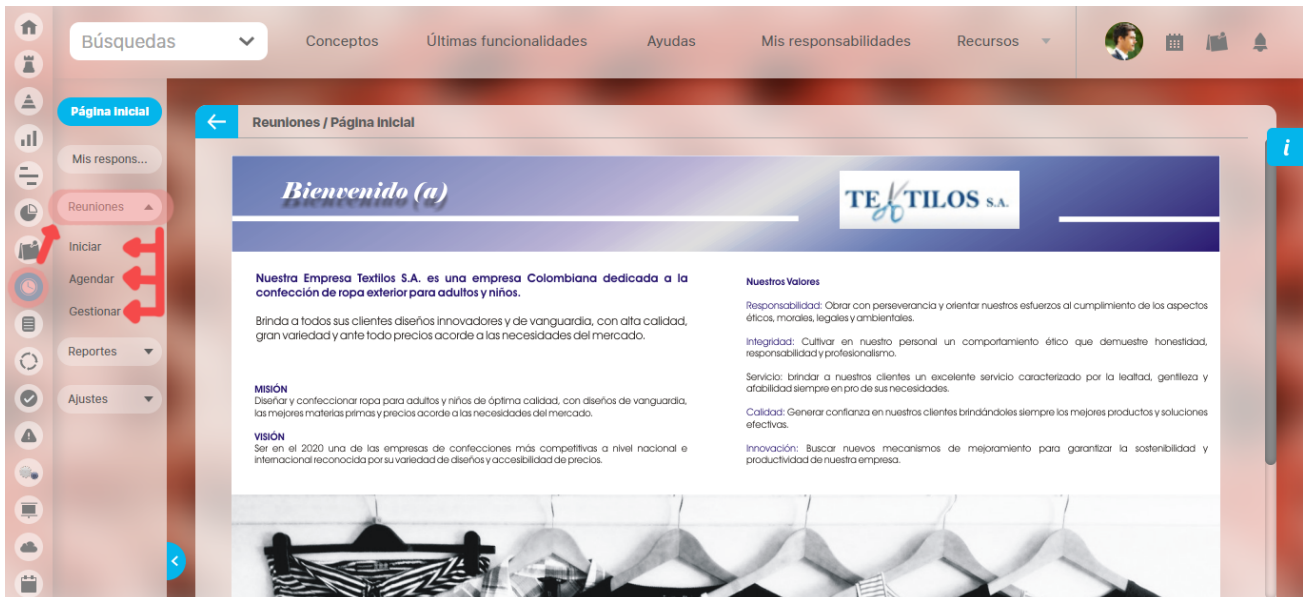 Búsquedas
Conceptos
Últimas funcionalidades
Ayudas
Mis responsabilidades
Recursos
Página Inicial
Mis respons...
Reuniones
Iniciar
Agendar
Gestionar
Reportes
Ajustes
Reuniones / Página Inicial
i
Bienvenido (a)
TEXTILOS S.A.
Nuestra Empresa Textilos S.A. es una empresa Colombiana dedicada a la
confección de ropa exterior para adultos y niños.
Brinda a todos sus clientes diseños innovadores y de vanguardia, con alta calidad,
gran variedad y ante todo precios acorde a las necesidades del mercado.
MISIÓN
Diseñar y confeccionar ropa para adultos y niños de óptima calidad, con diseños de vanguardia,
las mejores materias primas y precios acorde a las necesidades del mercado.
VISIÓN
Ser en el 2020 una de las empresas de confecciones más competitivas a nivel nacional e
internacional reconocida por su variedad de diseños y accesibilidad de precios.
Nuestros Valores
Responsabilidad: Obrar con perseverancia y orientar nuestros esfuerzos al cumplimiento de los aspectos
éticos, morales, legales y ambientales.
Integridad: Cultivar en nuestro personal un comportamiento ético que demuestre honestidad,
responsabilidad y profesionalismo.
Servicio: brindar a nuestros clientes un excelente servicio caracterizado por la lealtad, gentileza y
afabilidad siempre en pro de sus necesidades.
Calidad: Generar confianza en nuestros clientes brindándoles siempre los mejores productos y soluciones
efectivas.
Innovación: Buscar nuevos mecanismos de mejoramiento para garantizar la sostenibilidad y
productividad de nuestra empresa.